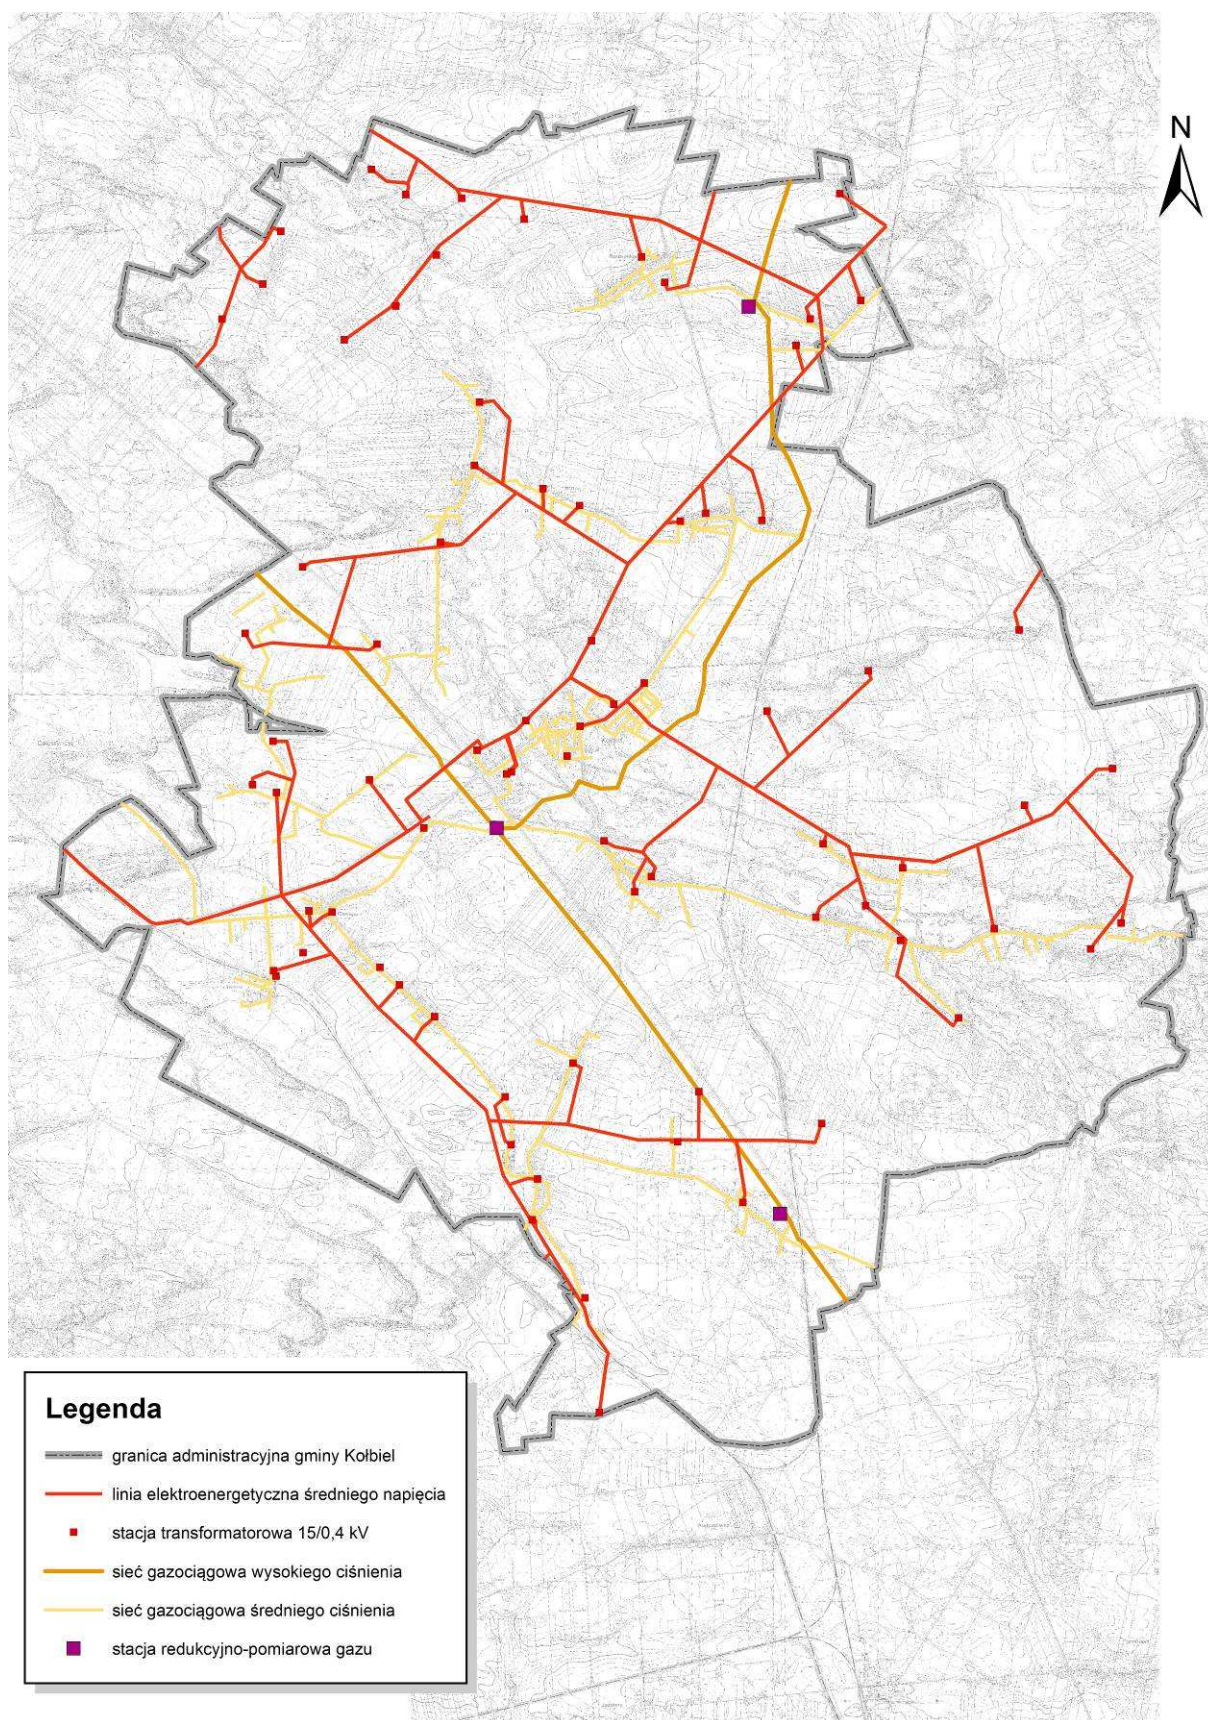 N
Legenda
granica administracyjna gminy Kołbiel
linia elektroenergetyczna średniego napięcia
stacja transformatorowa 15/0,4 kV
sieć gazociągowa wysokiego ciśnienia
sieć gazociągowa średniego ciśnienia
stacja redukcyjno-pomiarowa gazu